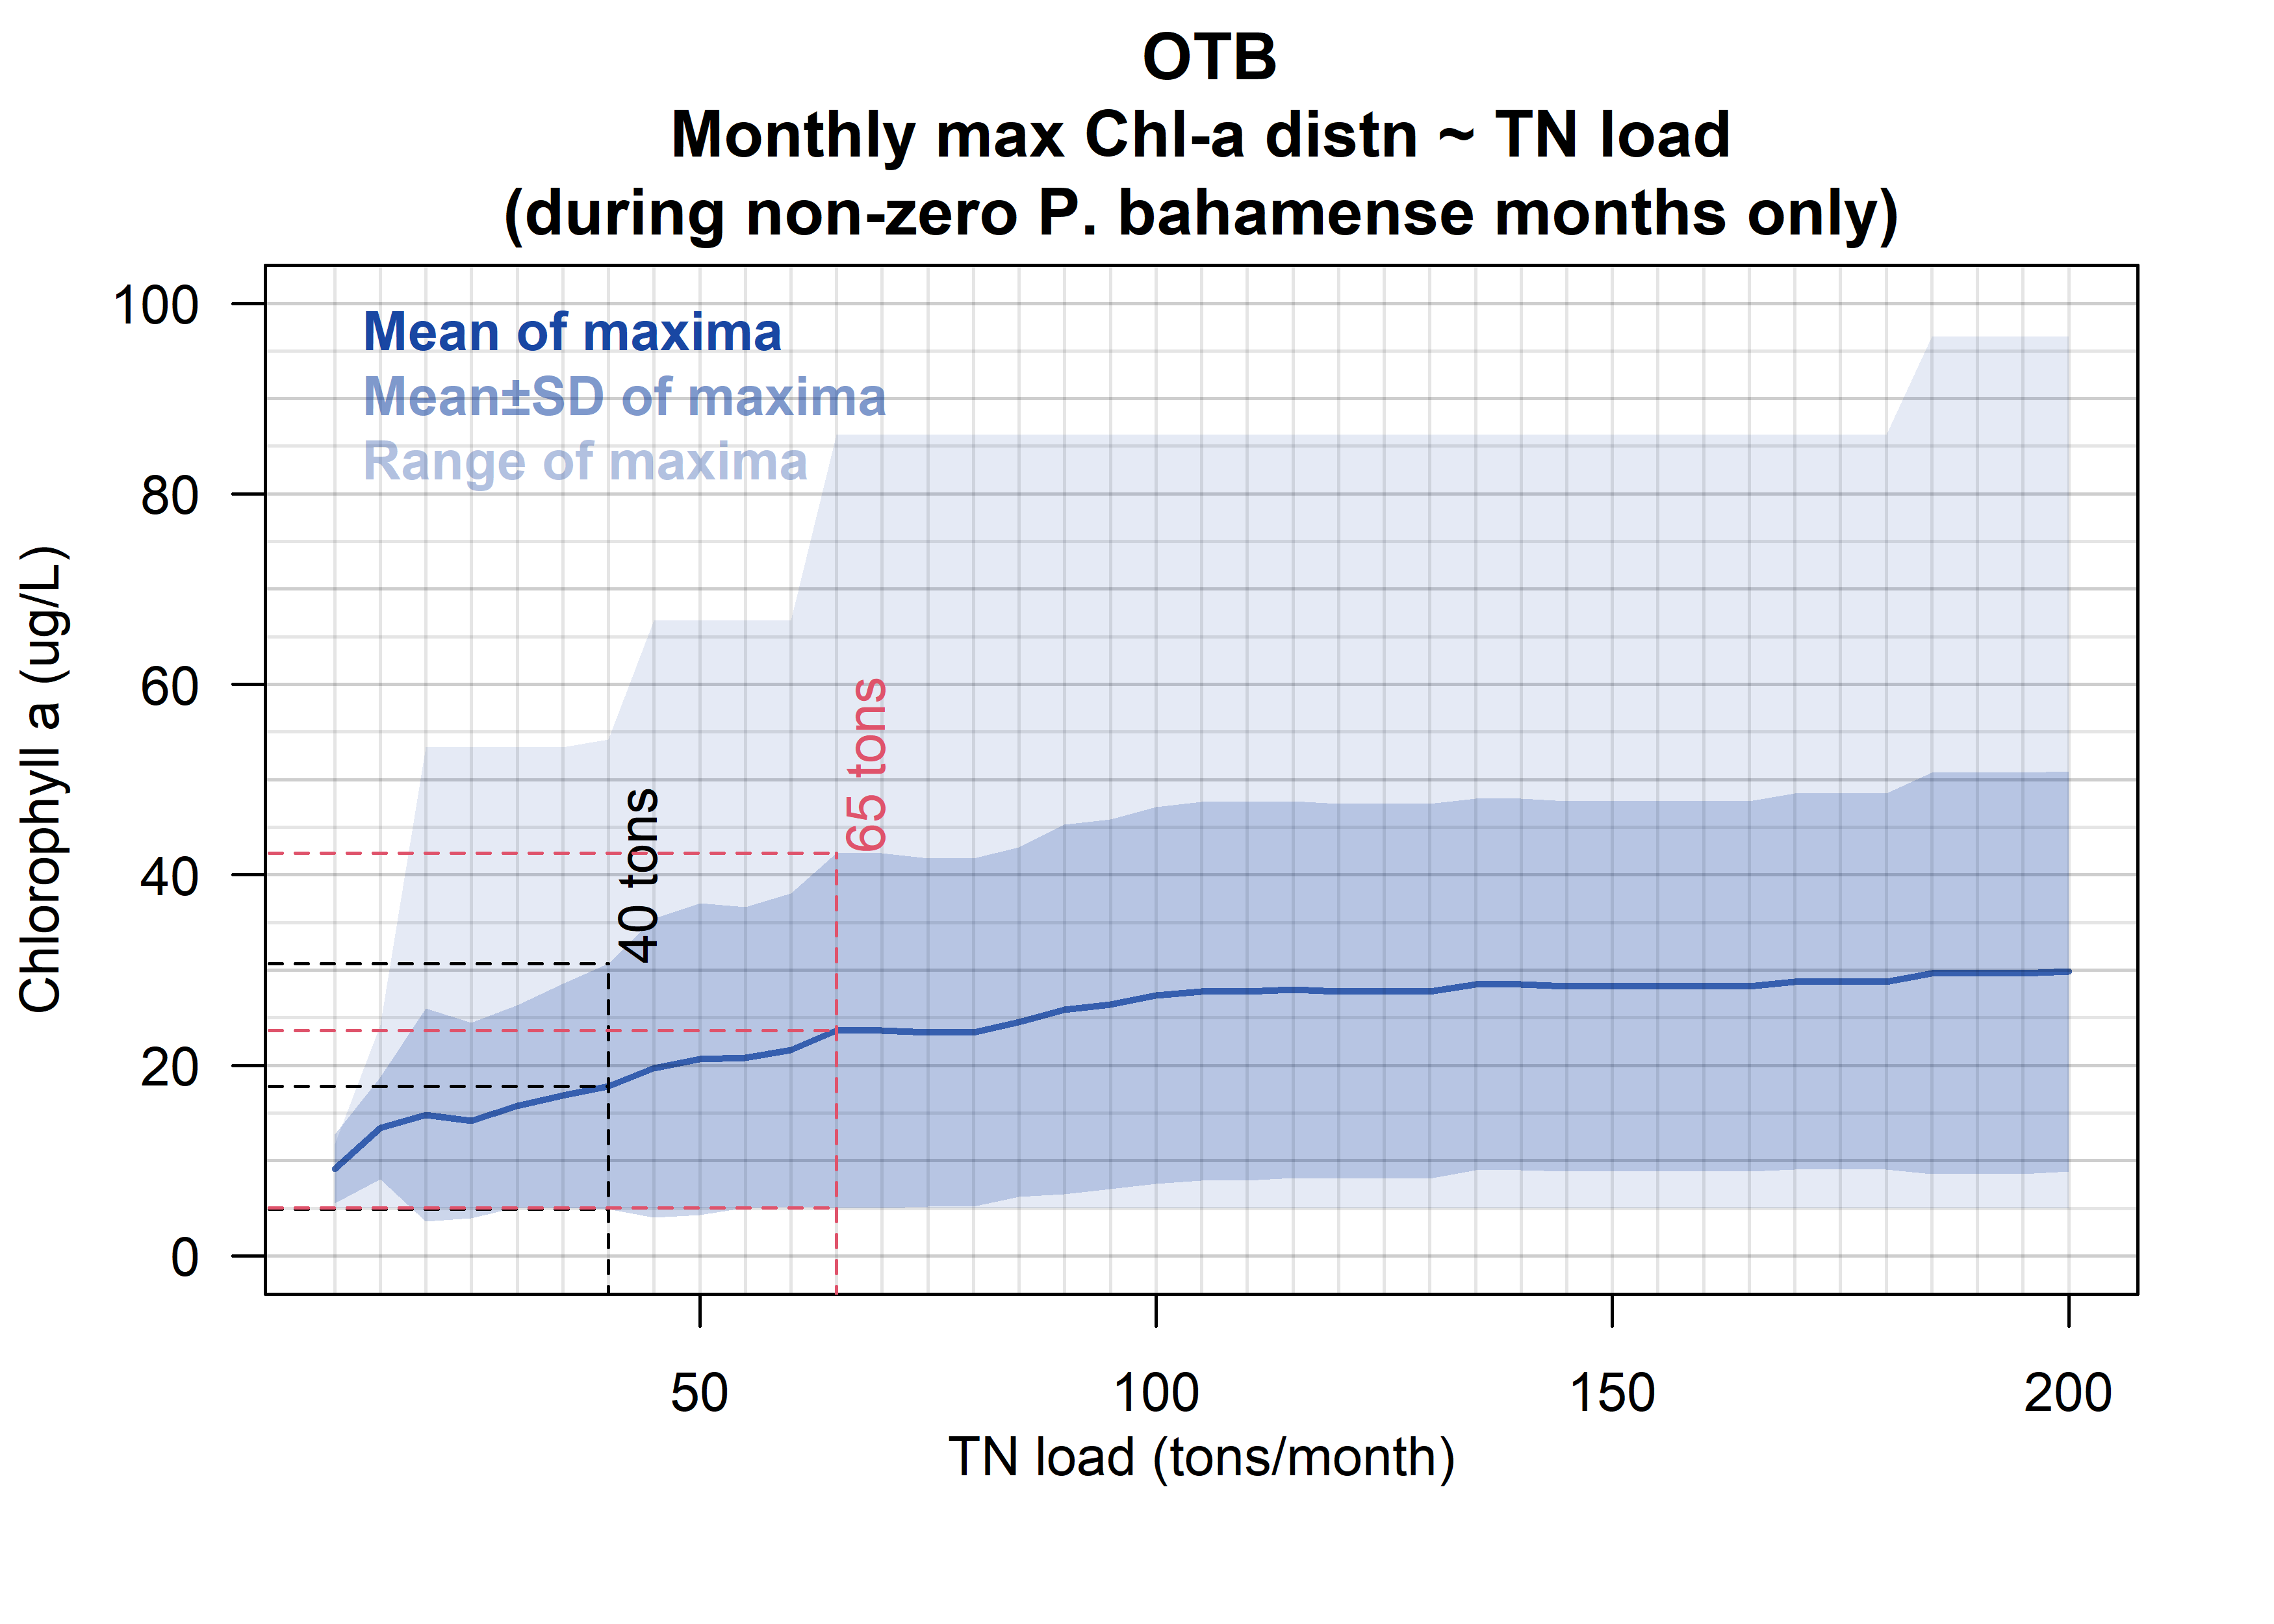 OTB
Monthly max Chl-a distn ~ TN load
(during non-zero P. bahamense months only)
100
80
60
40
20
0
Chlorophyll a (ug/L)
Mean of maxima
Mean±SD of maxima
Range of maxima
40 tons
65 tons
50
100
150
200
TN load (tons/month)